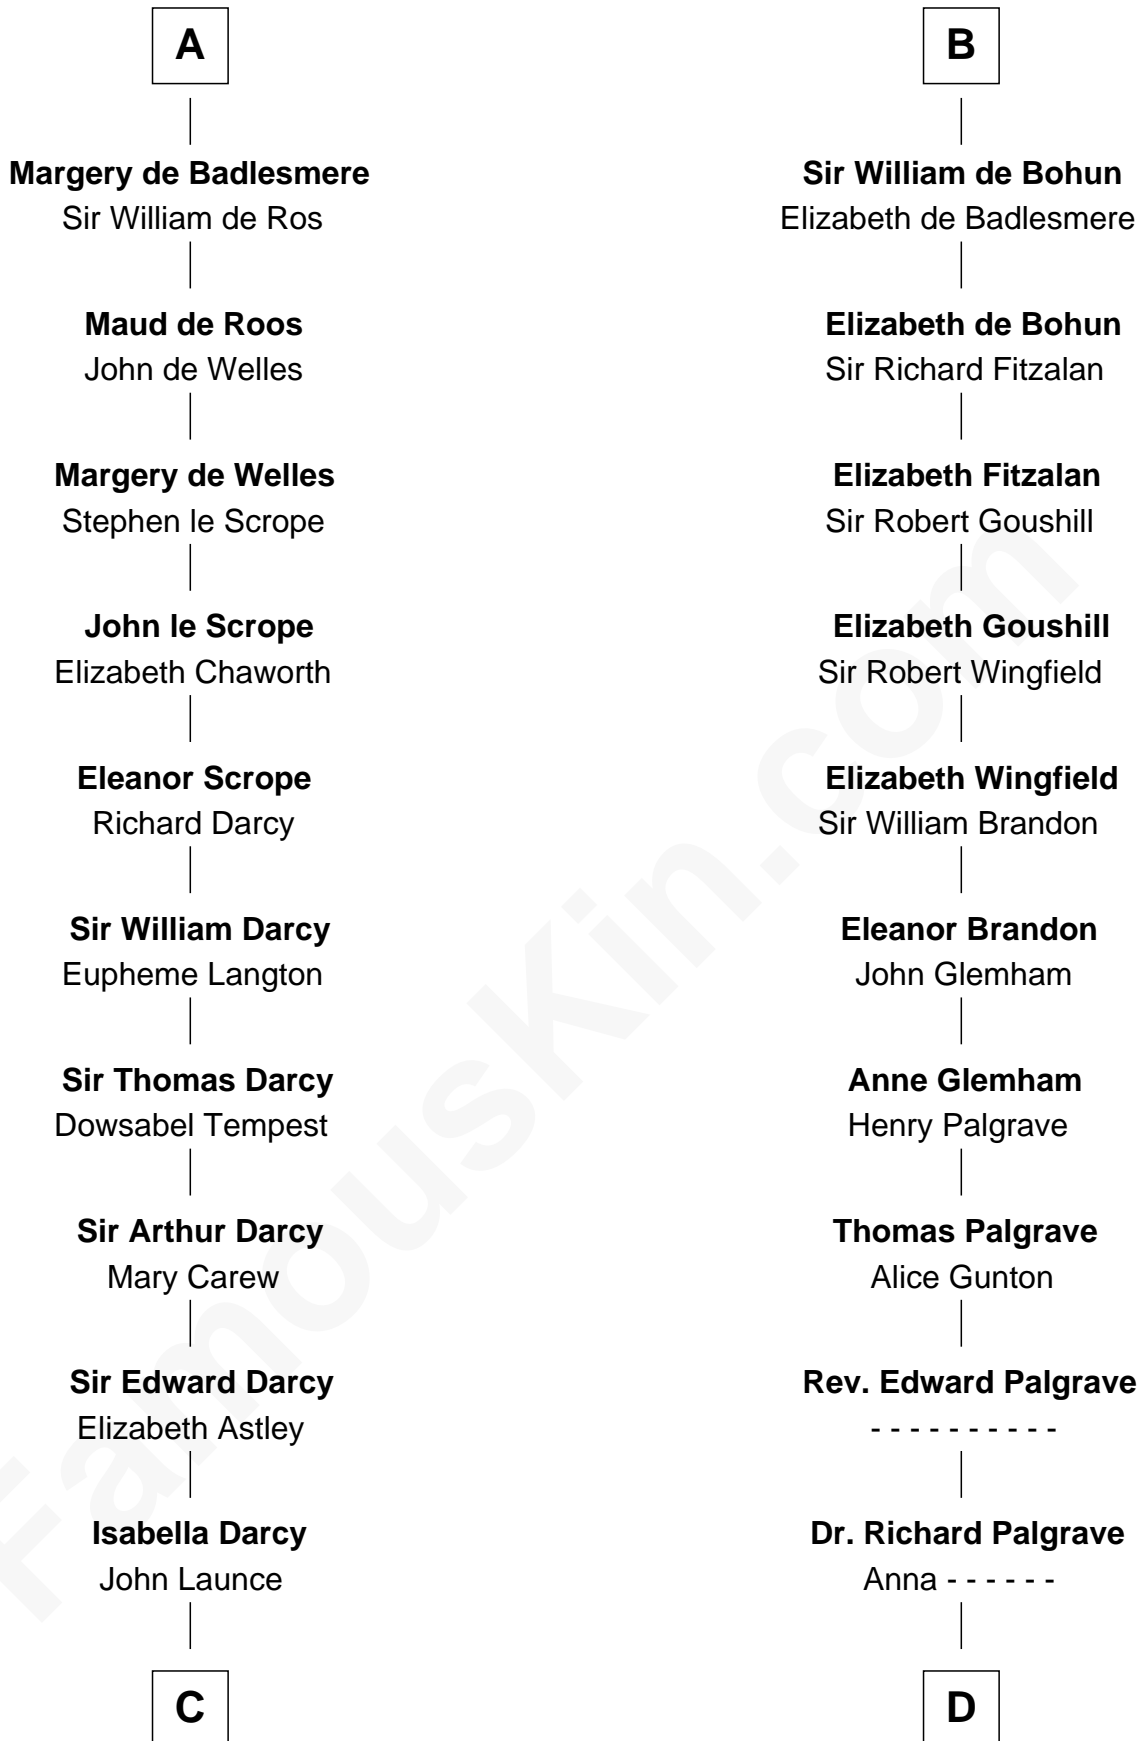 A
Margery de Badlesmere
Sir William de Ros
Maud de Roos
John de Welles
Margery de Welles
Stephen le Scrope
John le Scrope
Elizabeth Chaworth
Eleanor Scrope
Richard Darcy
Sir William Darcy
Eupheme Langton
Sir Thomas Darcy
Dowsabel Tempest
Sir Arthur Darcy
Mary Carew
Sir Edward Darcy
Elizabeth Astley
Isabella Darcy
John Launce
C
B
Sir William de Bohun
Elizabeth de Badlesmere
Elizabeth de Bohun
Sir Richard Fitzalan
Elizabeth Fitzalan
Sir Robert Goushill
Elizabeth Goushill
Sir Robert Wingfield
Elizabeth Wingfield
Sir William Brandon
Eleanor Brandon
John Glemham
Anne Glemham
Henry Palgrave
Thomas Palgrave
Alice Gunton
Rev. Edward Palgrave
- - - - - - - - - -
Dr. Richard Palgrave
Anna - - - - - -
D
FamousKin.com